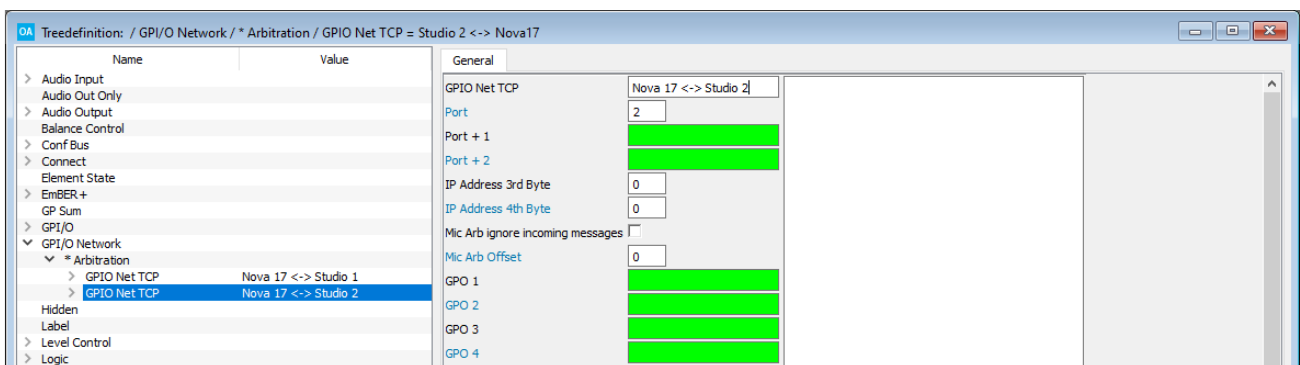 OA Treedefinition: / GPI/O Network / * Arbitration / GPIO Net TCP = Studio 2 <-> Nova17
Name Value
Audio Input
Audio Out Only
Audio Output
Balance Control
Conf Bus
Connect
Element State
EmBER+
GP Sum
GPI/O
GPI/O Network
* Arbitration
GPIO Net TCP Nova 17 <-> Studio 1
GPIO Net TCP Nova 17 <-> Studio 2
Hidden
Label
Level Control
Logic
General
GPIO Net TCP Nova 17 <-> Studio 2
Port 2
Port + 1
Port + 2
IP Address 3rd Byte 0
IP Address 4th Byte 0
Mic Arb ignore incoming messages
Mic Arb Offset 0
GPO 1
GPO 2
GPO 3
GPO 4